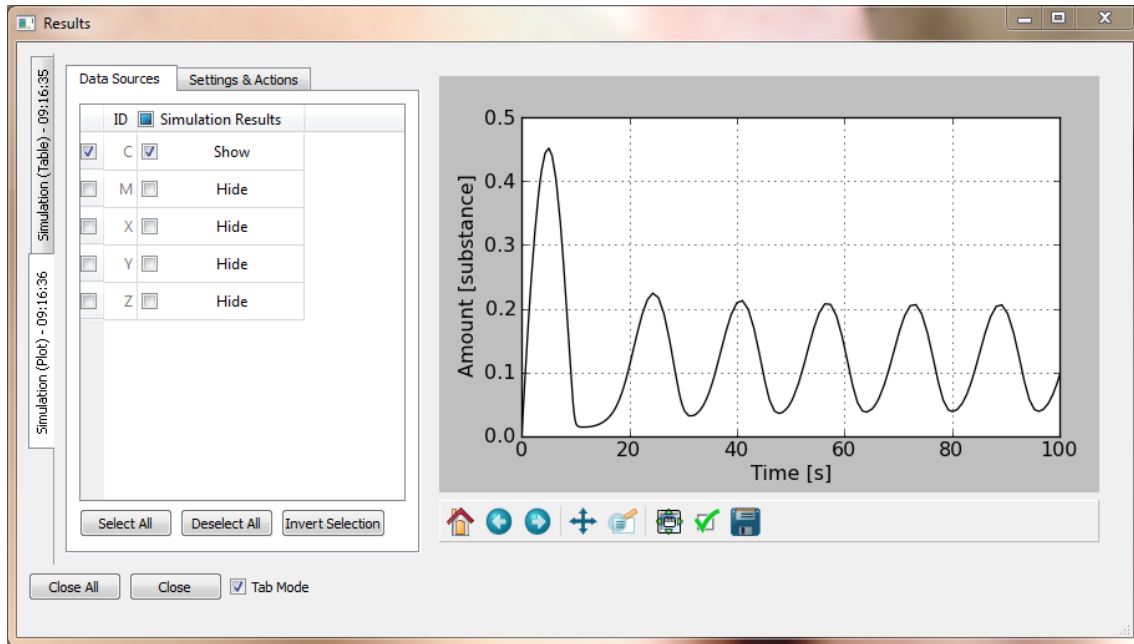 Results
Simulation (Table) - 09:16:35
Simulation (Plot) - 09:16:36
Data Sources
Settings & Actions
ID Simulation Results
C Show
M Hide
X Hide
Y Hide
Z Hide
Select All
Deselect All
Invert Selection
Amount [substance]
0.5
0.4
0.3
0.2
0.1
0.0
0 20 40 60 80 100
Time [s]
Close All
Close
Tab Mode